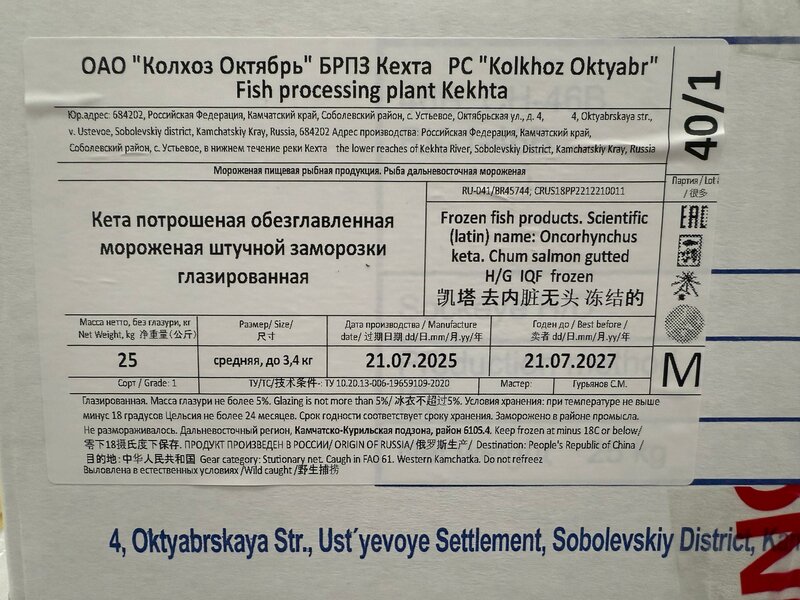 ОАО "Колхоз Октябрь" БРПЗ Кехта PC "Kolkhoz Oktyabr"
Fish processing plant Kekhta
Юр.адрес: 684202, Российская Федерация, Камчатский край, Соболевский район, с. Устьевое, Октябрьская ул., д. 4, 4, Oktyabrskaya str.,
v. Ustevoe, Sobolevskiy district, Kamchatskiy Kray, Russia, 684202 Адрес производства: Российская Федерация, Камчатский край,
Соболевский район, с. Устьевое, в нижнем течение реки Кехта the lower reaches of Kekhta River, Sobolevskiy District, Kamchatskiy Kray, Russia
40/1
Партия / Lot
/ 很多
Мороженая пищевая рыбная продукция. Рыба дальневосточная мороженая
RU-041/BR45744; CRUS18PP2212210011
EAC
Кета потрошеная обезглавленная
мороженая штучной заморозки
глазированная
Frozen fish products. Scientific
(latin) name: Oncorhynchus
keta. Chum salmon gutted
H/G IQF frozen
凯塔 去内脏无头 冻结的
Масса нетто, без глазури, кг
Net Weight, kg 净重量(公斤)
Размер/ Size/
尺寸
Дата производства / Manufacture
date/ 过期日期 dd/д.mm/м.yy/г.
Годен до / Best before /
卖者 dd/д.mm/м.yy/г.
25
средняя, до 3,4 кг
21.07.2025
21.07.2027
M
Сорт / Grade: 1
ТУ/TC/技术条件-: ТУ 10.20.13-006-19659109-2020
Мастер:
Гурьянов С.М.
Глазированная. Масса глазури не более 5%. Glazing is not more than 5%/ 冰衣不超过5%. Условия хранения: при температуре не выше
минус 18 градусов Цельсия не более 24 месяцев. Срок годности соответствует сроку хранения. Заморожено в районе промысла.
Не размораживалось. Дальневосточный регион, Камчатско-Курильская подзона, район 6105.4. Keep frozen at minus 18C or below/
零下18摄氏度下保存. ПРОДУКТ ПРОИЗВЕДЕН В РОССИИ/ ORIGIN OF RUSSIA/ 俄罗斯生产/ Destination: People's Republic of China /
目的地: 中华人民共和国 Gear category: Stutionary net. Caugh in FAO 61. Western Kamchatka. Do not refreez
Выловлена в естественных условиях /Wild caught /野生捕捞
4, Oktyabrskaya Str., Ust´yevoye Settlement, Sobolevskiy District,